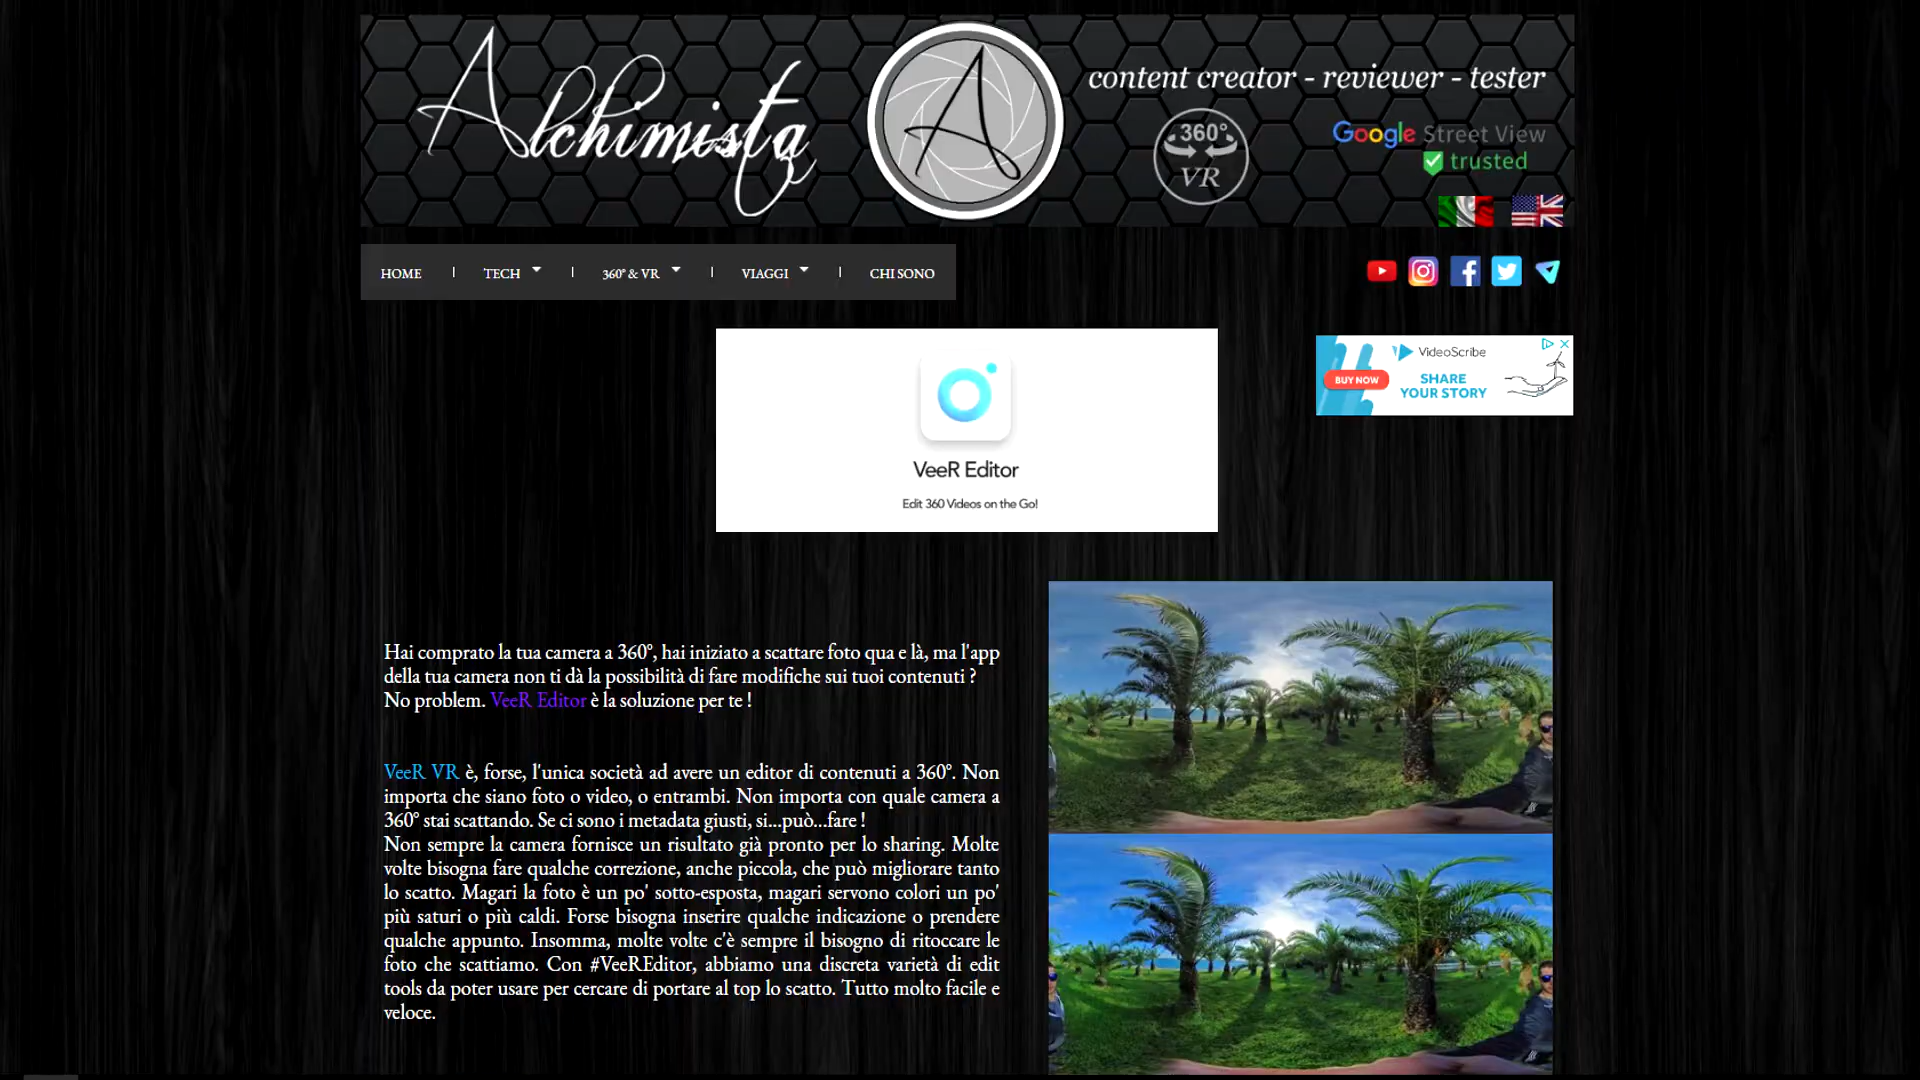 Alchimista
A
content creator - reviewer - tester
360°
VR
Google Street View
trusted
HOME
TECH
360° & VR
VIAGGI
CHI SONO
VeeR Editor
Edit 360 Videos on the Go!
VideoScribe
BUY NOW
SHARE
YOUR STORY
Hai comprato la tua camera a 360°, hai iniziato a scattare foto qua e là, ma l'app
della tua camera non ti dà la possibilità di fare modifiche sui tuoi contenuti ?
No problem. VeeR Editor è la soluzione per te !
VeeR VR è, forse, l'unica società ad avere un editor di contenuti a 360°. Non
importa che siano foto o video, o entrambi. Non importa con quale camera a
360° stai scattando. Se ci sono i metadata giusti, si...può...fare !
Non sempre la camera fornisce un risultato già pronto per lo sharing. Molte
volte bisogna fare qualche correzione, anche piccola, che può migliorare tanto
lo scatto. Magari la foto è un po' sotto-esposta, magari servono colori un po'
più saturi o più caldi. Forse bisogna inserire qualche indicazione o prendere
qualche appunto. Insomma, molte volte c'è sempre il bisogno di ritoccare le
foto che scattiamo. Con #VeeREditor, abbiamo una discreta varietà di edit
tools da poter usare per cercare di portare al top lo scatto. Tutto molto facile e
veloce.